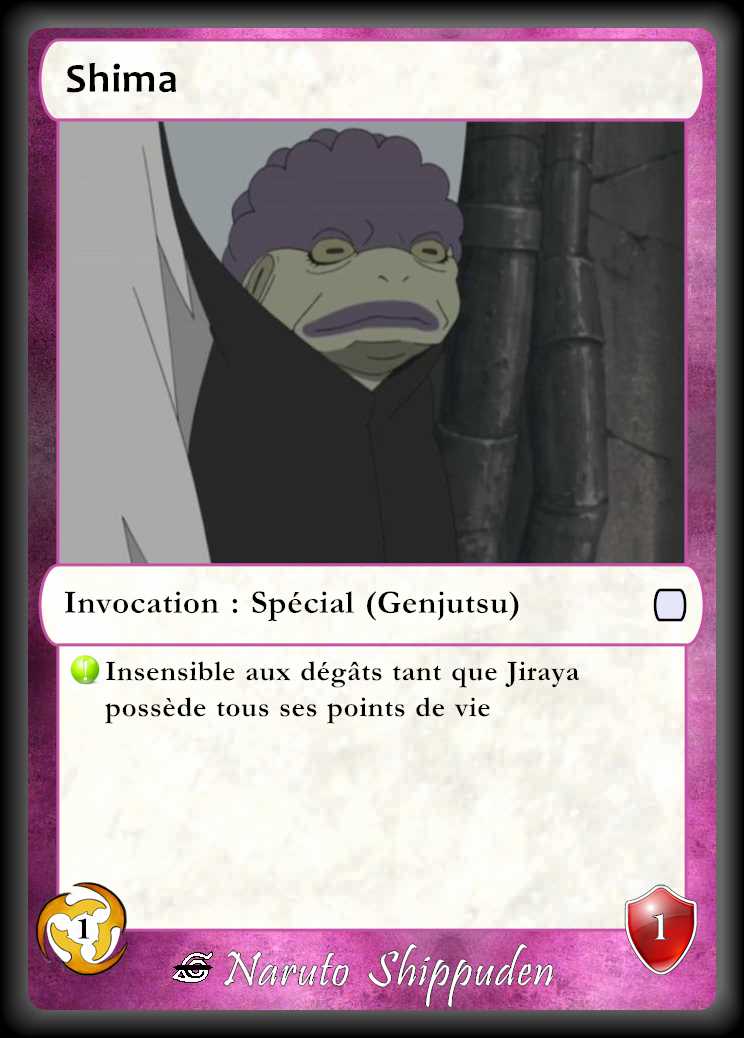 Shima
Invocation : Spécial (Genjutsu)
Insensible aux dégâts tant que Jiraya
possède tous ses points de vie
1
1
Naruto Shippuden